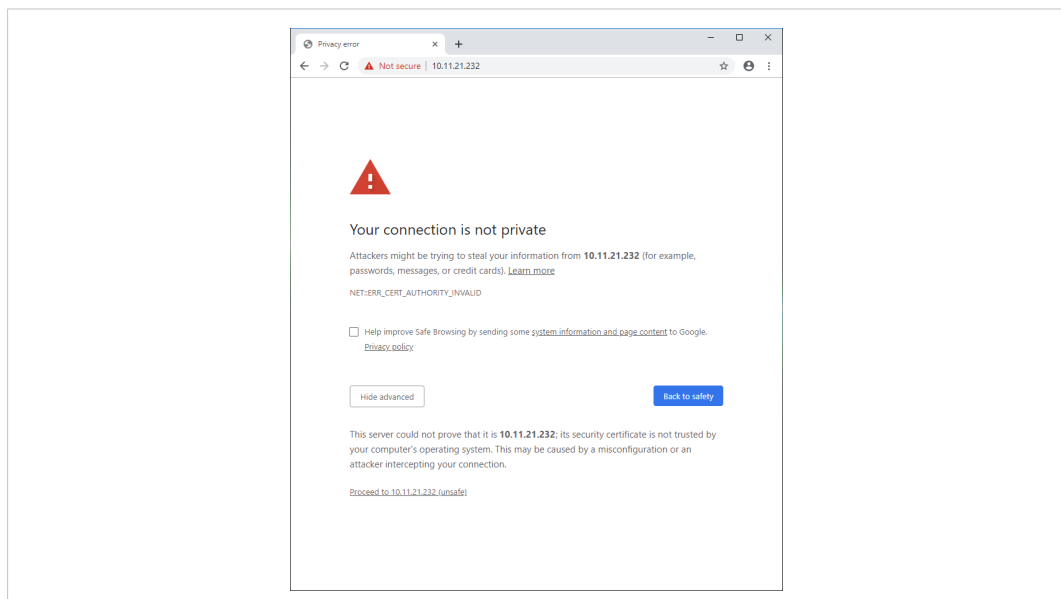 Privacy error
Not secure | 10.11.21.232
Your connection is not private
Attackers might be trying to steal your information from 10.11.21.232 (for example,
passwords, messages, or credit cards). Learn more
NET::ERR_CERT_AUTHORITY_INVALID
Help improve Safe Browsing by sending some system information and page content to Google.
Privacy policy
Hide advanced
Back to safety
This server could not prove that it is 10.11.21.232; its security certificate is not trusted by
your computer's operating system. This may be caused by a misconfiguration or an
attacker intercepting your connection.
Proceed to 10.11.21.232 (unsafe)